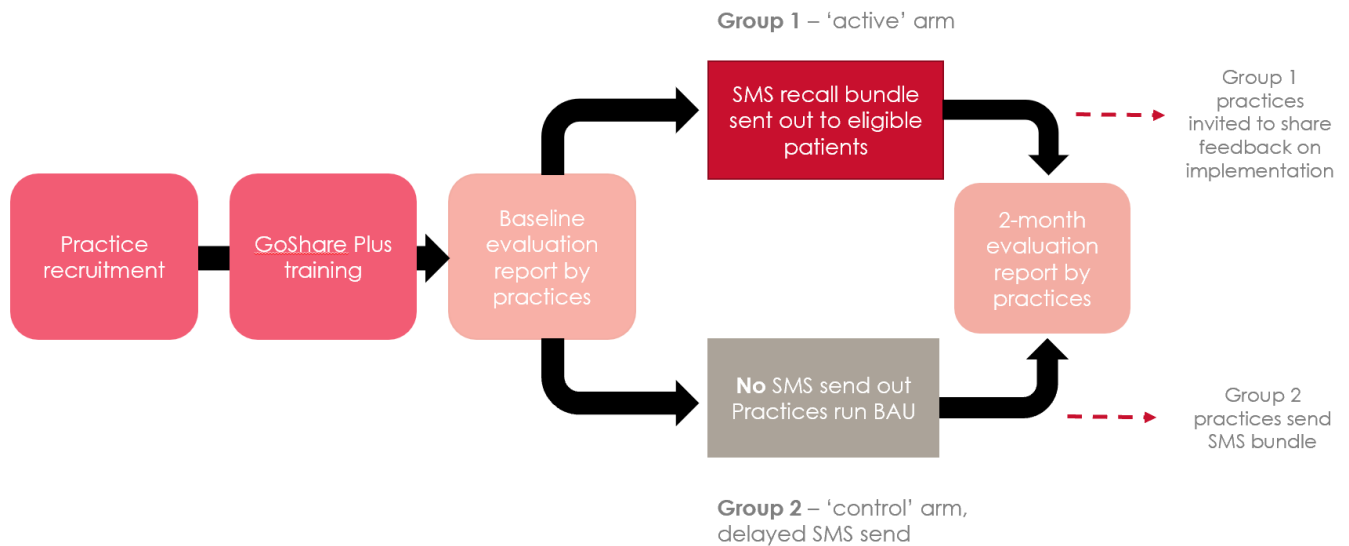 Group 1 – ‘active’ arm
SMS recall bundle
sent out to eligible
patients
Group 1
practices
invited to share
feedback on
implementation
Practice
recruitment
GoShare Plus
training
Baseline
evaluation
report by
practices
2-month
evaluation
report by
practices
No SMS send out
Practices run BAU
Group 2
practices send
SMS bundle
Group 2 – ‘control’ arm,
delayed SMS send